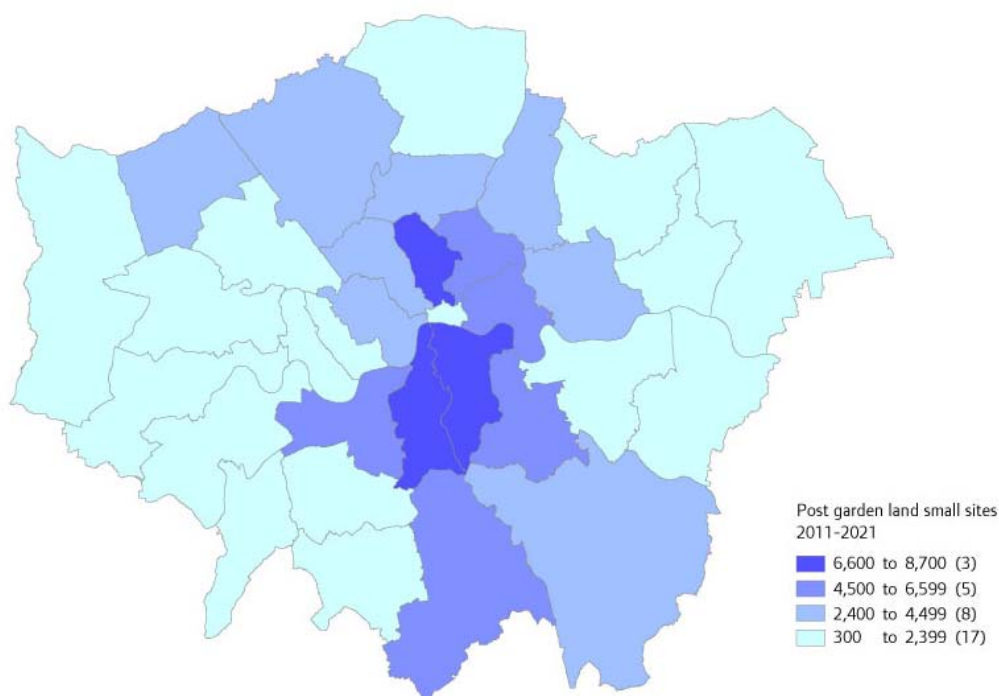 Post garden land small sites
2011-2021
6,600 to 8,700 (3)
4,500 to 6,599 (5)
2,400 to 4,499 (8)
300 to 2,399 (17)